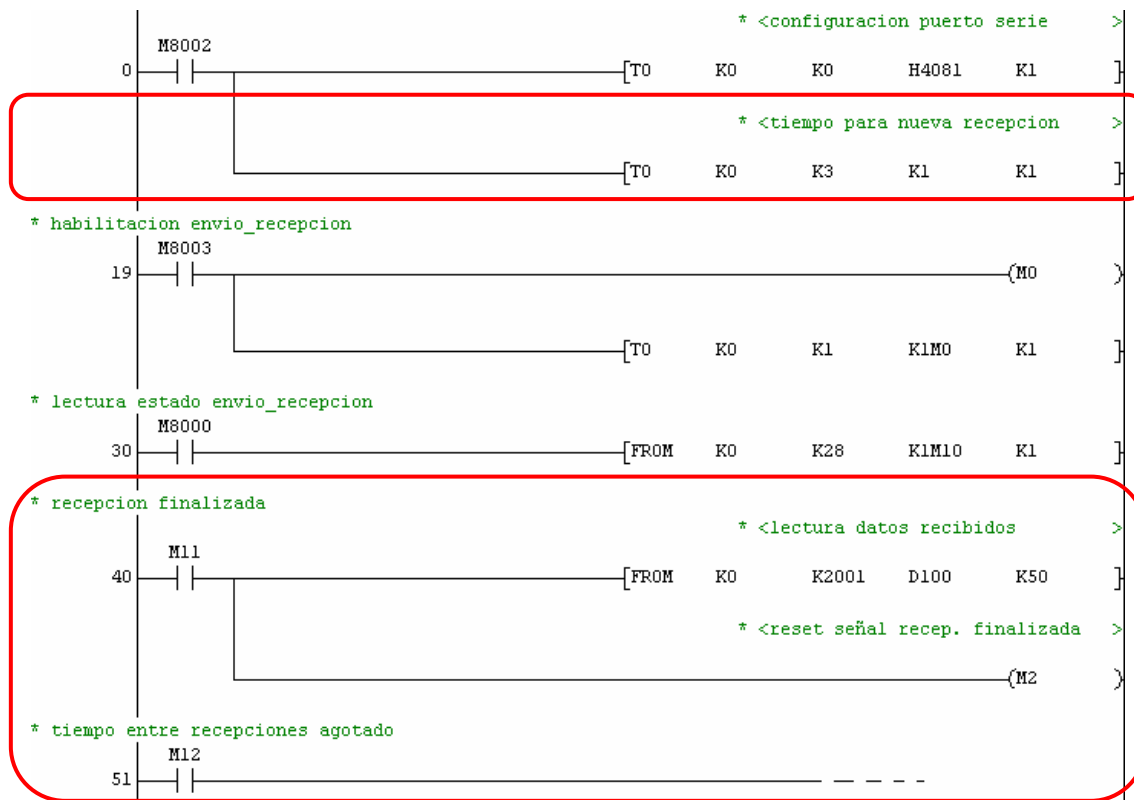 * <configuracion puerto serie >
M8002
0 [TO K0 K0 H4081 K1 ]
* <tiempo para nueva recepcion >
[TO K0 K3 K1 K1 ]
* habilitacion envio_recepcion
M8003
19 (M0 )
[TO K0 K1 K1M0 K1 ]
* lectura estado envio_recepcion
M8000
30 [FROM K0 K28 K1M10 K1 ]
* recepcion finalizada
* <lectura datos recibidos >
M11
40 [FROM K0 K2001 D100 K50 ]
* <reset señal recep. finalizada >
(M2 )
* tiempo entre recepciones agotado
M12
51